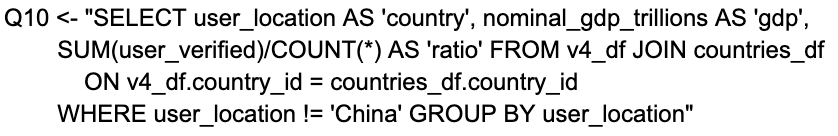 Q10 <- "SELECT user_location AS 'country', nominal_gdp_trillions AS 'gdp',
SUM(user_verified)/COUNT(*) AS 'ratio' FROM v4_df JOIN countries_df
ON v4_df.country_id = countries_df.country_id
WHERE user_location != 'China' GROUP BY user_location"